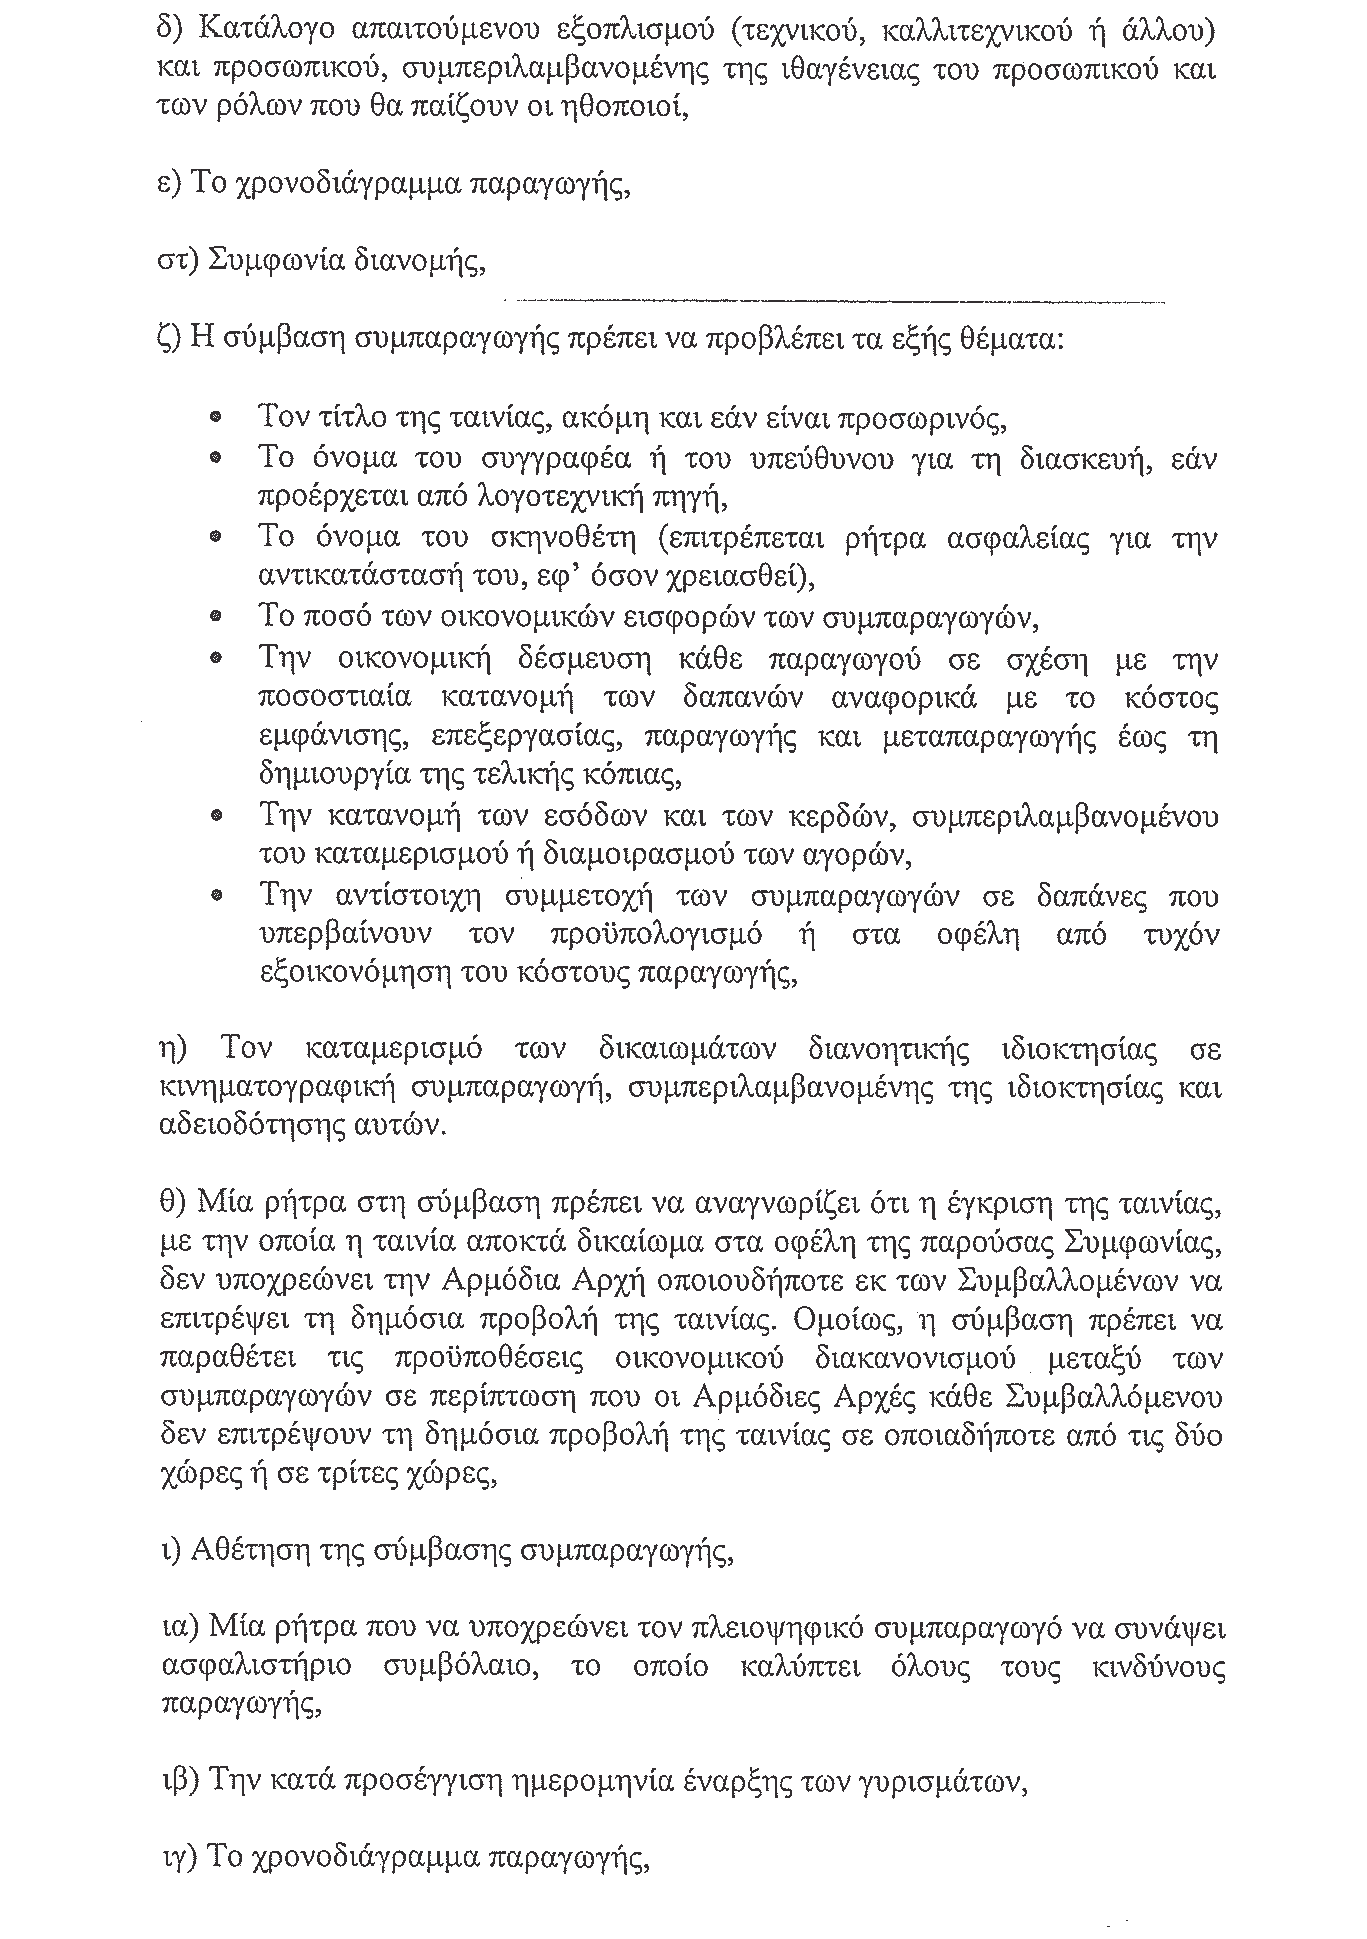 δ) Κατάλογο απαιτούμενου εξοπλισμού (τεχνικού, καλλιτεχνικού ή άλλου)
και προσωπικού, συμπεριλαμβανομένης της ιθαγένειας του προσωπικού και
των ρόλων που θα παίζουν οι ηθοποιοί,
ε) Το χρονοδιάγραμμα παραγωγής,
στ) Συμφωνία διανομής,
ζ) Η σύμβαση συμπαραγωγής πρέπει να προβλέπει τα εξής θέματα:
• Τον τίτλο της ταινίας, ακόμη και εάν είναι προσωρινός,
• Το όνομα του συγγραφέα ή του υπεύθυνου για τη διασκευή, εάν
προέρχεται από λογοτεχνική πηγή,
• Το όνομα του σκηνοθέτη (επιτρέπεται ρήτρα ασφαλείας για την
αντικατάστασή του, εφ’ όσον χρειασθεί),
• Το ποσό των οικονομικών εισφορών των συμπαραγωγών,
• Την οικονομική δέσμευση κάθε παραγωγού σε σχέση με την
ποσοστιαία κατανομή των δαπανών αναφορικά με το κόστος
εμφάνισης, επεξεργασίας, παραγωγής και μεταπαραγωγής έως τη
δημιουργία της τελικής κόπιας,
• Την κατανομή των εσόδων και των κερδών, συμπεριλαμβανομένου
του καταμερισμού ή διαμοιρασμού των αγορών,
• Την αντίστοιχη συμμετοχή των συμπαραγωγών σε δαπάνες που
υπερβαίνουν τον προϋπολογισμό ή στα οφέλη από τυχόν
εξοικονόμηση του κόστους παραγωγής,
η) Τον καταμερισμό των δικαιωμάτων διανοητικής ιδιοκτησίας σε
κινηματογραφική συμπαραγωγή, συμπεριλαμβανομένης της ιδιοκτησίας και
αδειοδότησης αυτών.
θ) Μία ρήτρα στη σύμβαση πρέπει να αναγνωρίζει ότι η έγκριση της ταινίας,
με την οποία η ταινία αποκτά δικαίωμα στα οφέλη της παρούσας Συμφωνίας,
δεν υποχρεώνει την Αρμόδια Αρχή οποιουδήποτε εκ των Συμβαλλομένων να
επιτρέψει τη δημόσια προβολή της ταινίας. Ομοίως, η σύμβαση πρέπει να
παραθέτει τις προϋποθέσεις οικονομικού διακανονισμού μεταξύ των
συμπαραγωγών σε περίπτωση που οι Αρμόδιες Αρχές κάθε Συμβαλλόμενου
δεν επιτρέψουν τη δημόσια προβολή της ταινίας σε οποιαδήποτε από τις δύο
χώρες ή σε τρίτες χώρες,
ι) Αθέτηση της σύμβασης συμπαραγωγής,
ια) Μία ρήτρα που να υποχρεώνει τον πλειοψηφικό συμπαραγωγό να συνάψει
ασφαλιστήριο συμβόλαιο, το οποίο καλύπτει όλους τους κινδύνους
παραγωγής,
ιβ) Την κατά προσέγγιση ημερομηνία έναρξης των γυρισμάτων,
ιγ) Το χρονοδιάγραμμα παραγωγής,